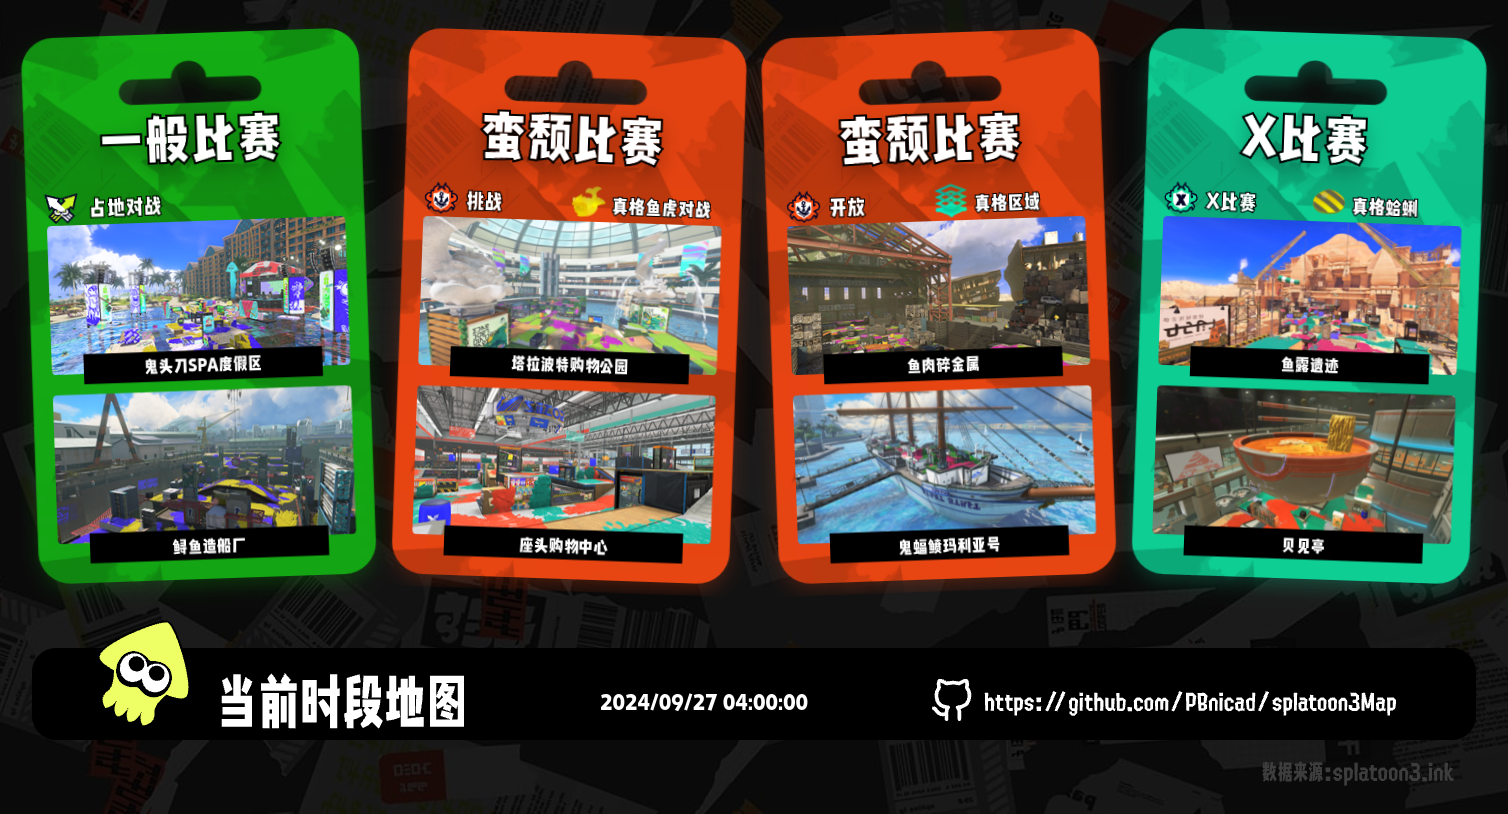 一般比赛
占地对战
鬼头刀SPA度假区
鲟鱼造船厂
蛮颓比赛
挑战
真格鱼虎对战
塔拉波特购物公园
座头购物中心
蛮颓比赛
开放
真格区域
鱼肉碎金属
鬼蝠鲼玛利亚号
X比赛
X比赛
真格蛤蜊
鱼露遗迹
贝见亭
当前时段地图
2024/09/27 04:00:00
https://github.com/PBnicad/splatoon3Map
数据来源:splatoon3.ink